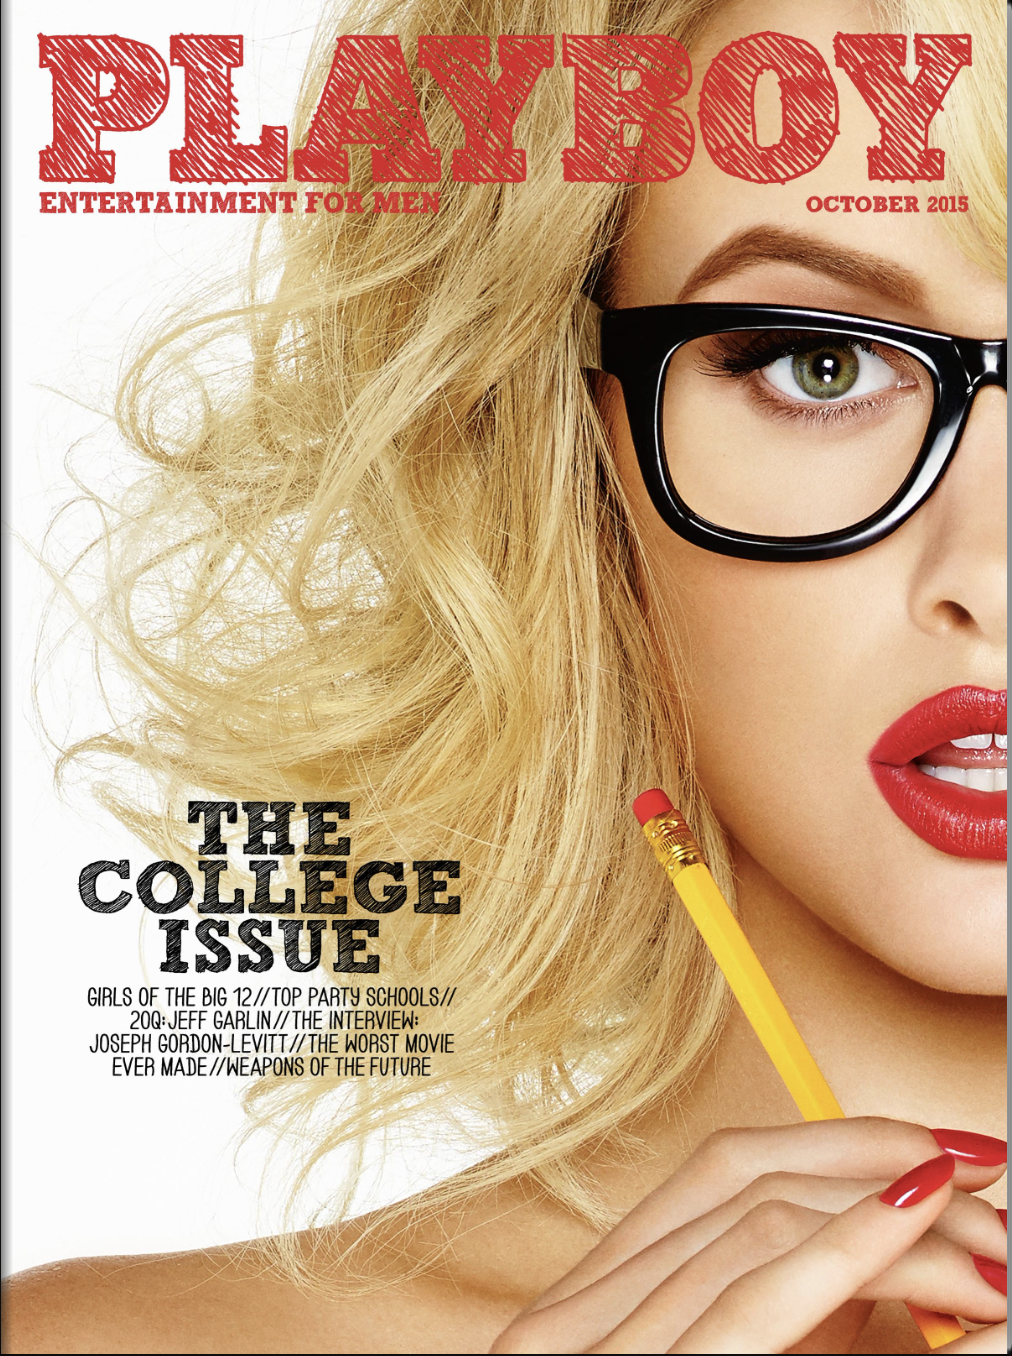 PLAYBOY
ENTERTAINMENT FOR MEN
OCTOBER 2015
THE
COLLEGE
ISSUE
GIRLS OF THE BIG 12//TOP PARTY SCHOOLS//
20Q: JEFF GARLIN//THE INTERVIEW:
JOSEPH GORDON-LEVITT//THE WORST MOVIE
EVER MADE//WEAPONS OF THE FUTURE